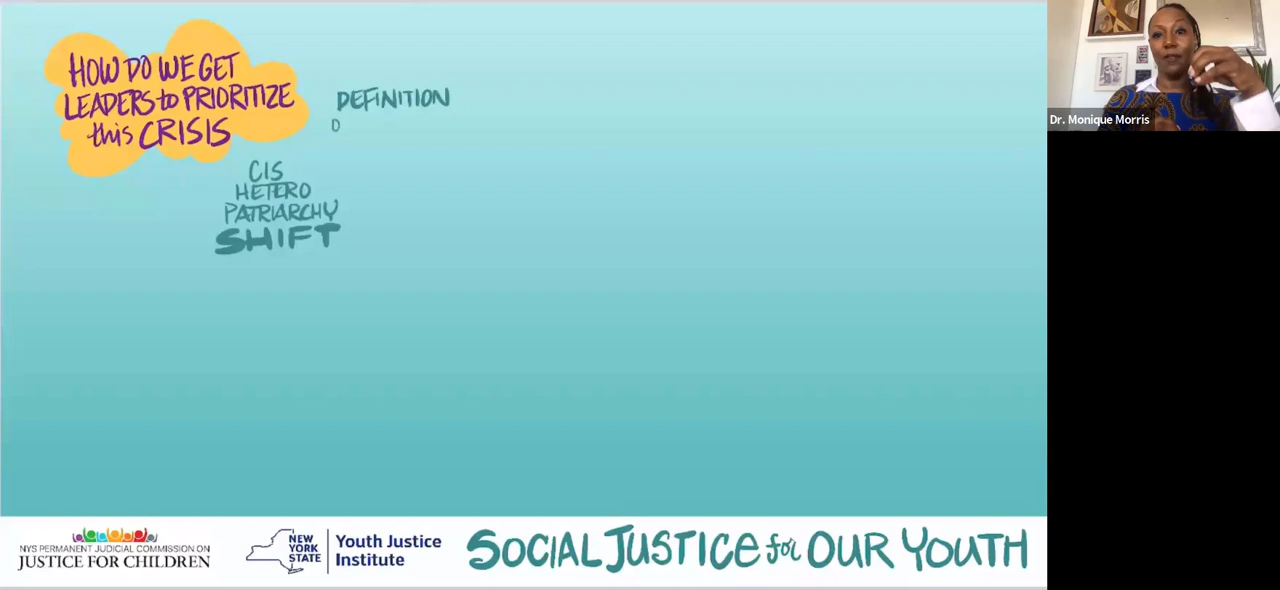 HOW DO WE GET
LEADERS to PRIORITIZE
this CRISIS
DEFINITION
O
CIS
HETERO
PATRIARCHY
SHIFT
Dr. Monique Morris
NYS PERMANENT JUDICIAL COMMISSION ON
JUSTICE FOR CHILDREN
NEW
YORK
STATE
Youth Justice
Institute
SOCIAL JUSTICE for OUR YOUTH